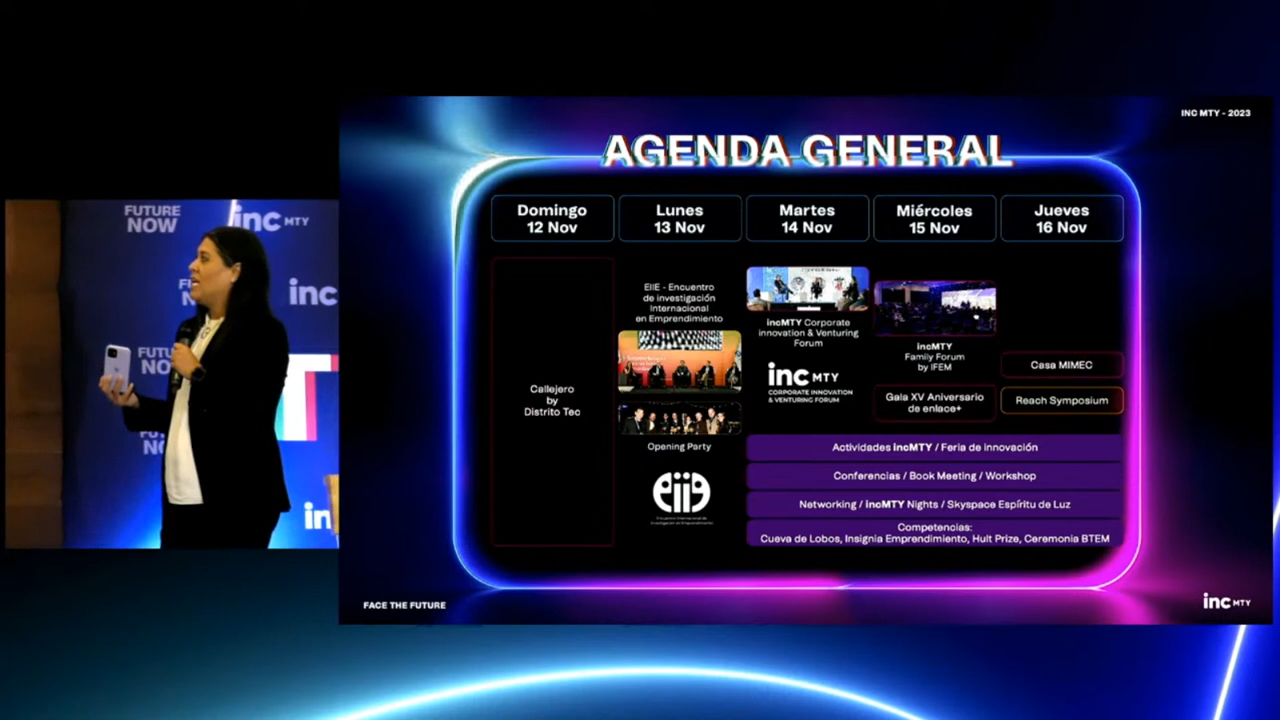 FUTURE
NOW
inc MTY
inc
in
INC MTY - 2023
AGENDA GENERAL
Domingo
12 Nov
Lunes
13 Nov
Martes
14 Nov
Miércoles
15 Nov
Jueves
16 Nov
Callejero
by
Distrito Tec
EIIE - Encuentro
de investigación
Internacional
en Emprendimiento
Opening Party
eiie
incMTY Corporate
innovation & Venturing
Forum
inc MTY
CORPORATE INNOVATION
& VENTURING FORUM
incMTY
Family Forum
by IFEM
Gala XV Aniversario
de enlace+
Casa MIMEC
Reach Symposium
Actividades incMTY / Feria de innovación
Conferencias / Book Meeting / Workshop
Networking / incMTY Nights / Skyspace Espíritu de Luz
Competencias:
Cueva de Lobos, Insignia Emprendimiento, Hult Prize, Ceremonia BTEM
FACE THE FUTURE
inc MTY